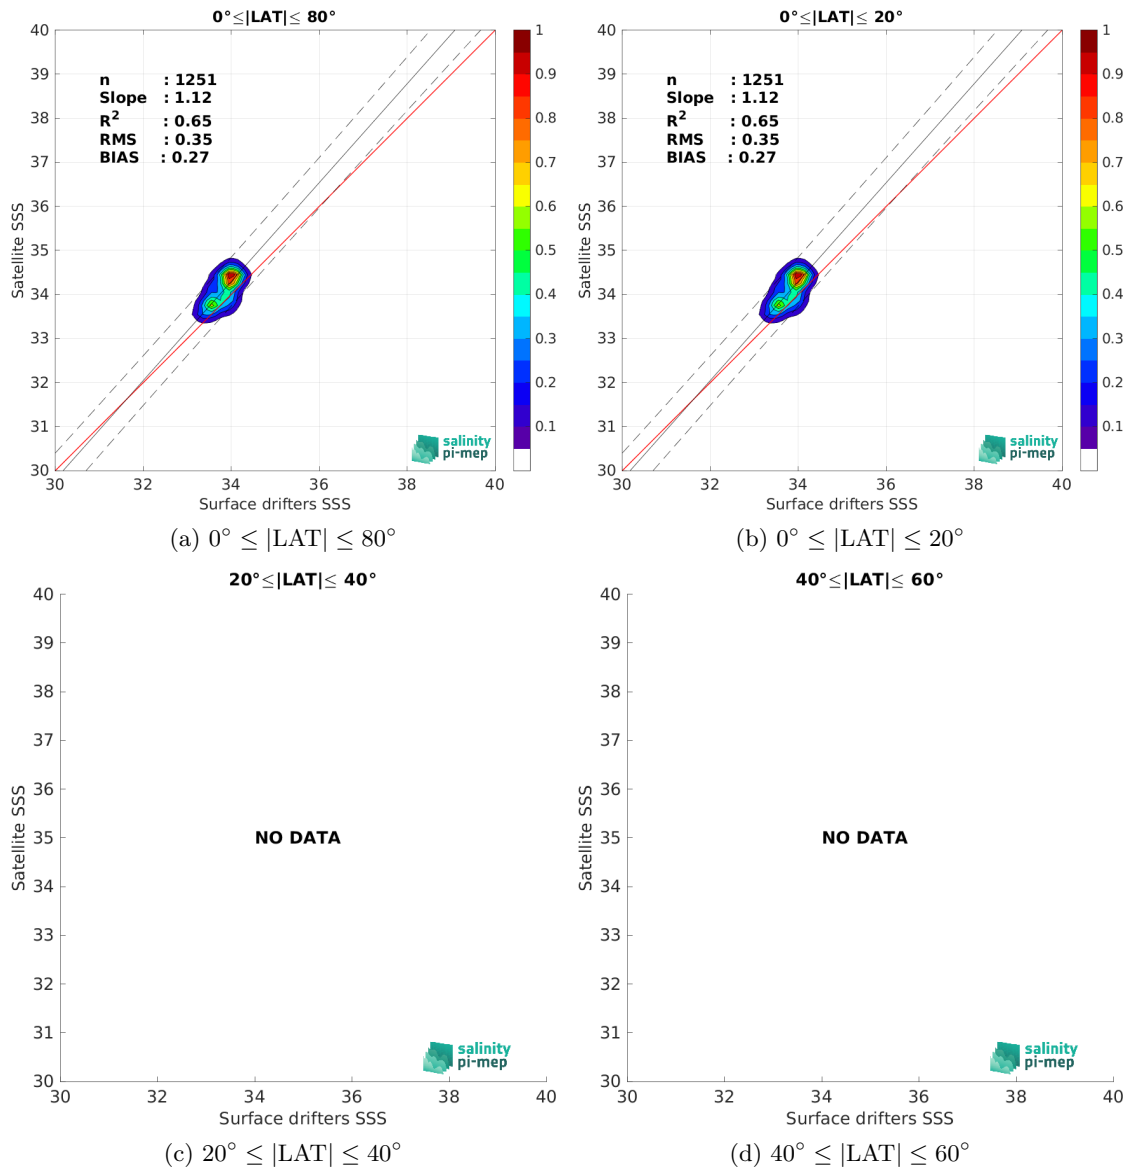 0°≤|LAT|≤ 80°
40
39
38
37
36
35
34
33
32
31
30
Satellite SSS
n : 1251
Slope : 1.12
R² : 0.65
RMS : 0.35
BIAS : 0.27
1
0.9
0.8
0.7
0.6
0.5
0.4
0.3
0.2
0.1
salinity
pi-mep
30 32 34 36 38 40
Surface drifters SSS
(a) 0° ≤ |LAT| ≤ 80°
0°≤|LAT|≤ 20°
40
39
38
37
36
35
34
33
32
31
30
Satellite SSS
n : 1251
Slope : 1.12
R² : 0.65
RMS : 0.35
BIAS : 0.27
1
0.9
0.8
0.7
0.6
0.5
0.4
0.3
0.2
0.1
salinity
pi-mep
30 32 34 36 38 40
Surface drifters SSS
(b) 0° ≤ |LAT| ≤ 20°
20°≤|LAT|≤ 40°
40
39
38
37
36
35
34
33
32
31
30
Satellite SSS
NO DATA
salinity
pi-mep
30 32 34 36 38 40
Surface drifters SSS
(c) 20° ≤ |LAT| ≤ 40°
40°≤|LAT|≤ 60°
40
39
38
37
36
35
34
33
32
31
30
Satellite SSS
NO DATA
salinity
pi-mep
30 32 34 36 38 40
Surface drifters SSS
(d) 40° ≤ |LAT| ≤ 60°